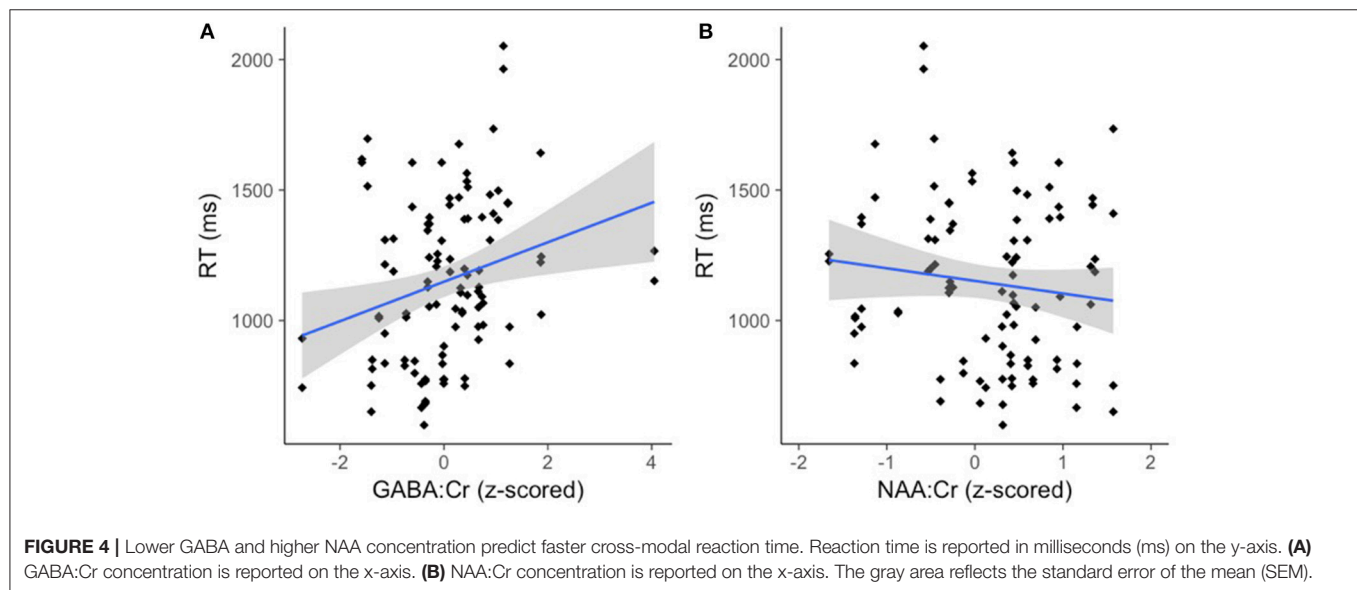 A
B
2000
1500
1000
RT (ms)
-2
0
2
4
GABA:Cr (z-scored)
2000
1500
1000
RT (ms)
-2
-1
0
1
2
NAA:Cr (z-scored)
FIGURE 4 | Lower GABA and higher NAA concentration predict faster cross-modal reaction time. Reaction time is reported in milliseconds (ms) on the y-axis. (A)
GABA:Cr concentration is reported on the x-axis. (B) NAA:Cr concentration is reported on the x-axis. The gray area reflects the standard error of the mean (SEM).